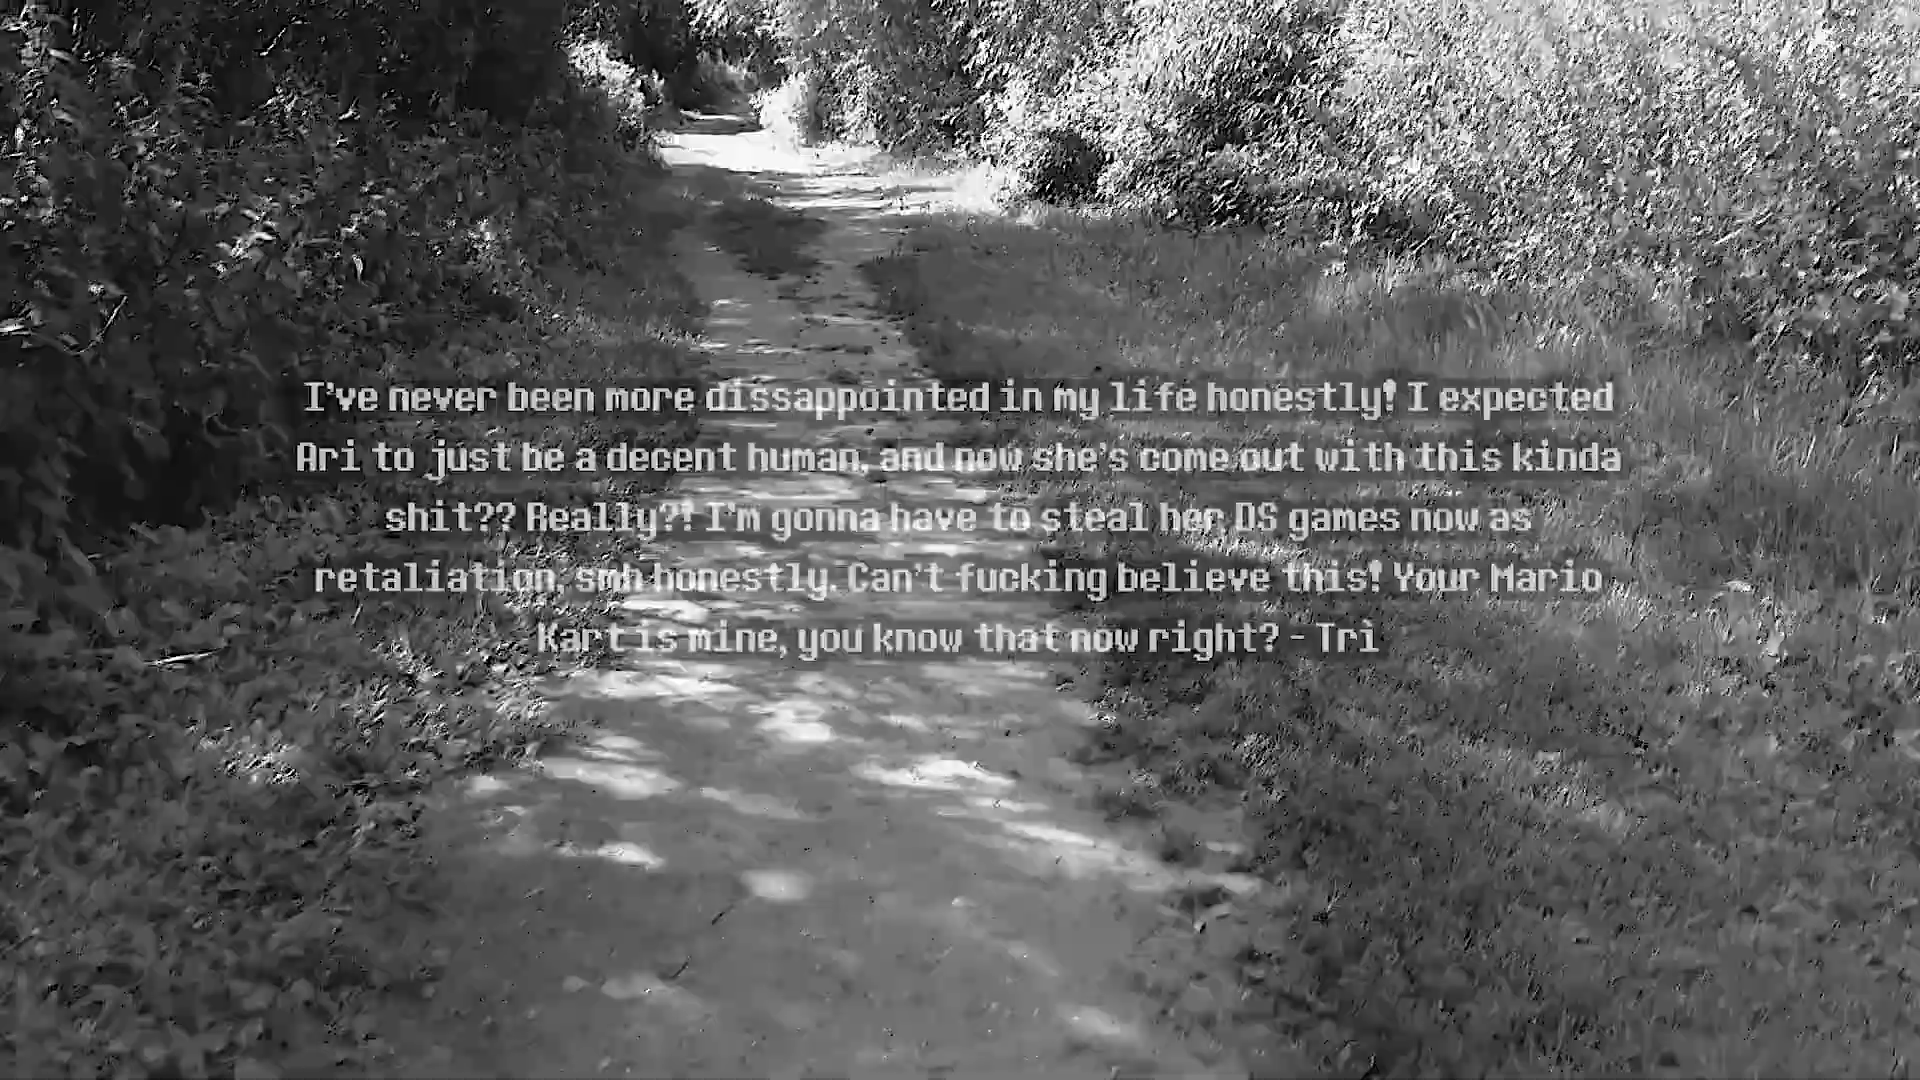 I've never been more dissappointed in my life honestly! I expected
Ari to just be a decent human, and now she's come out with this kinda
shit?? Really?! I'm gonna have to steal her DS games now as
retaliation, smh honestly. Can't fucking believe this! Your Mario
Kart is mine, you know that now right? - Tri